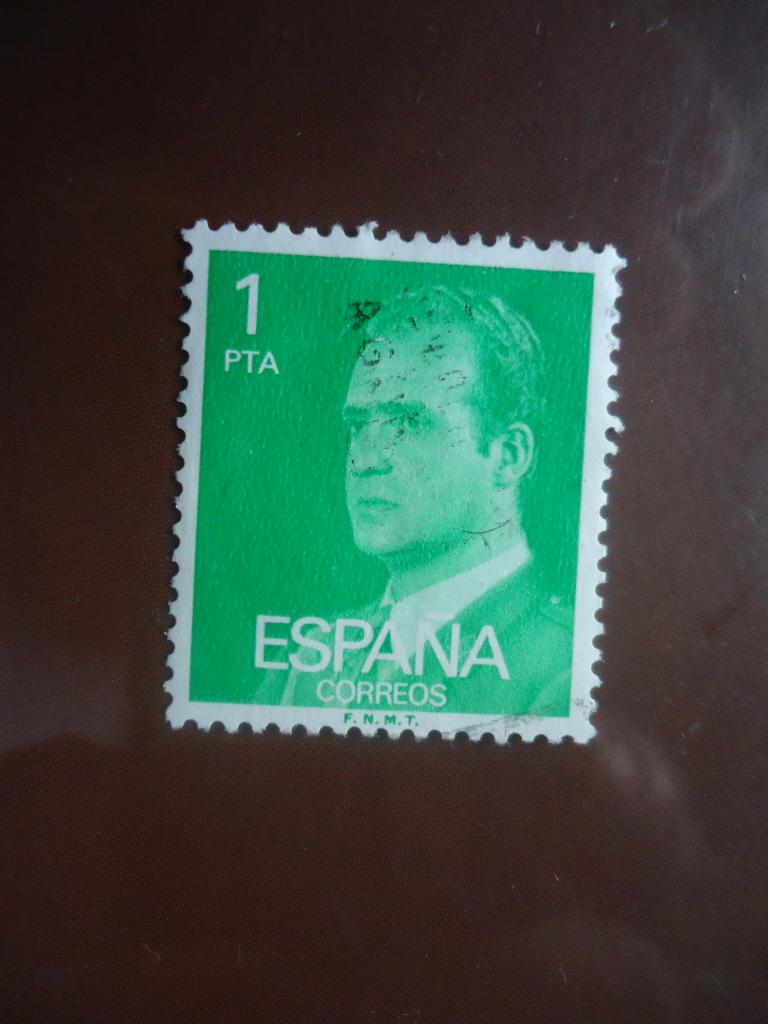 1
PTA
ESPAÑA
CORREOS
F. N. M. T.